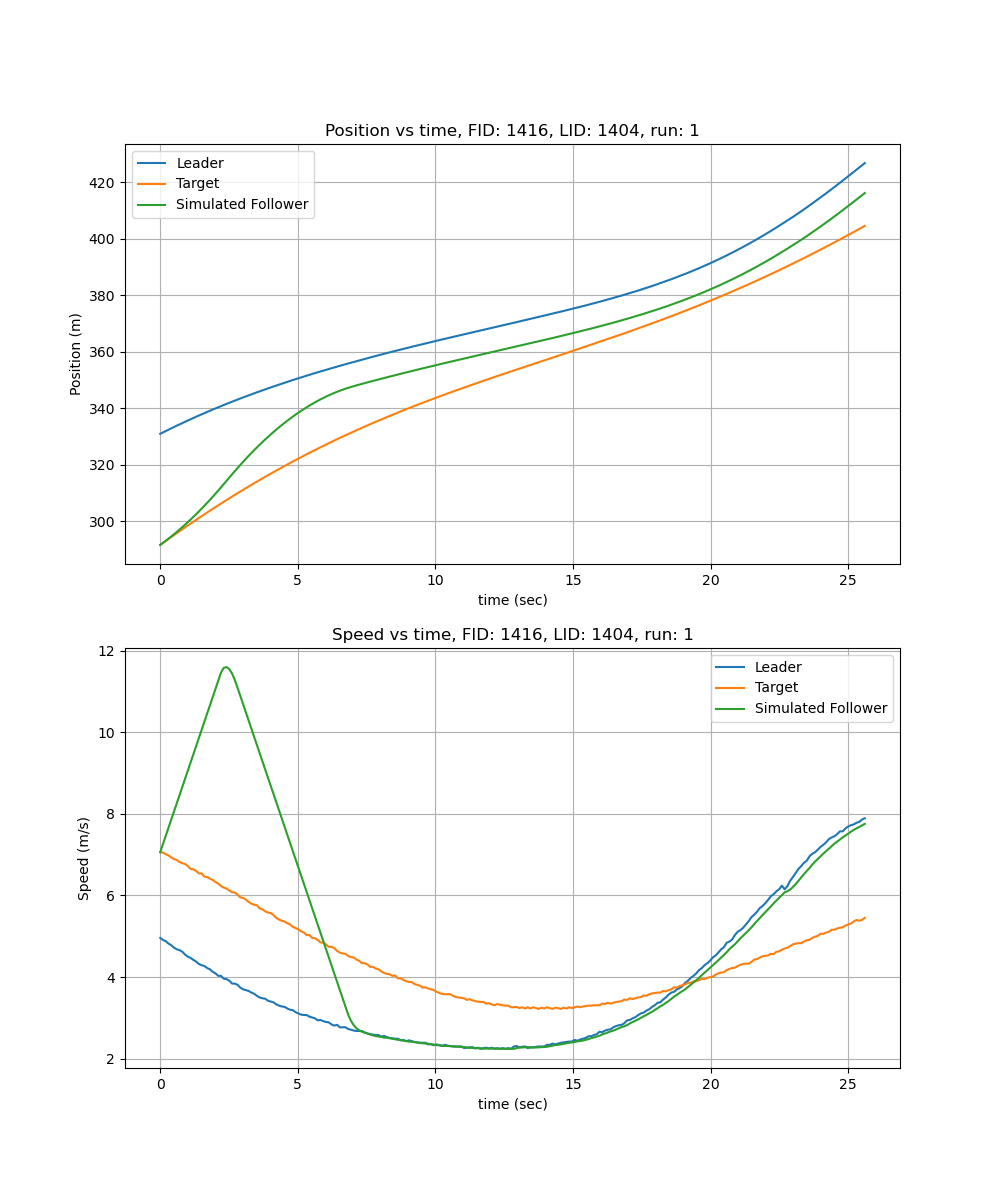 Position vs time, FID: 1416, LID: 1404, run: 1
Leader
Target
Simulated Follower
420
400
380
360
340
320
300
Position (m)
0 5 10 15 20 25
time (sec)
Speed vs time, FID: 1416, LID: 1404, run: 1
Leader
Target
Simulated Follower
12
10
8
6
4
2
Speed (m/s)
0 5 10 15 20 25
time (sec)